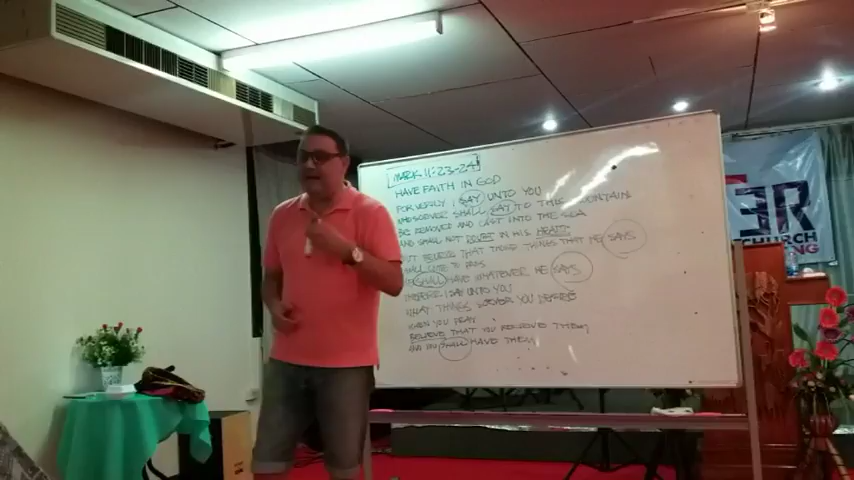 MARK 11:23-24
HAVE FAITH IN GOD
FOR VERILY I SAY UNTO YOU
WHOSOEVER SHALL SAY TO THIS MOUNTAIN
BE REMOVED AND CAST INTO THE SEA
AND SHALL NOT DOUBT IN HIS HEART
BUT BELIEVE THAT THOSE THINGS THAT HE SAYS
SHALL COME TO PASS
HE SHALL HAVE WHATEVER HE SAYS
THEREFORE I SAY UNTO YOU
WHAT THINGS SOEVER YOU DESIRE
WHEN YOU PRAY
BELIEVE THAT YOU RECEIVE THEM
AND YOU SHALL HAVE THEM
ER
CHURCH